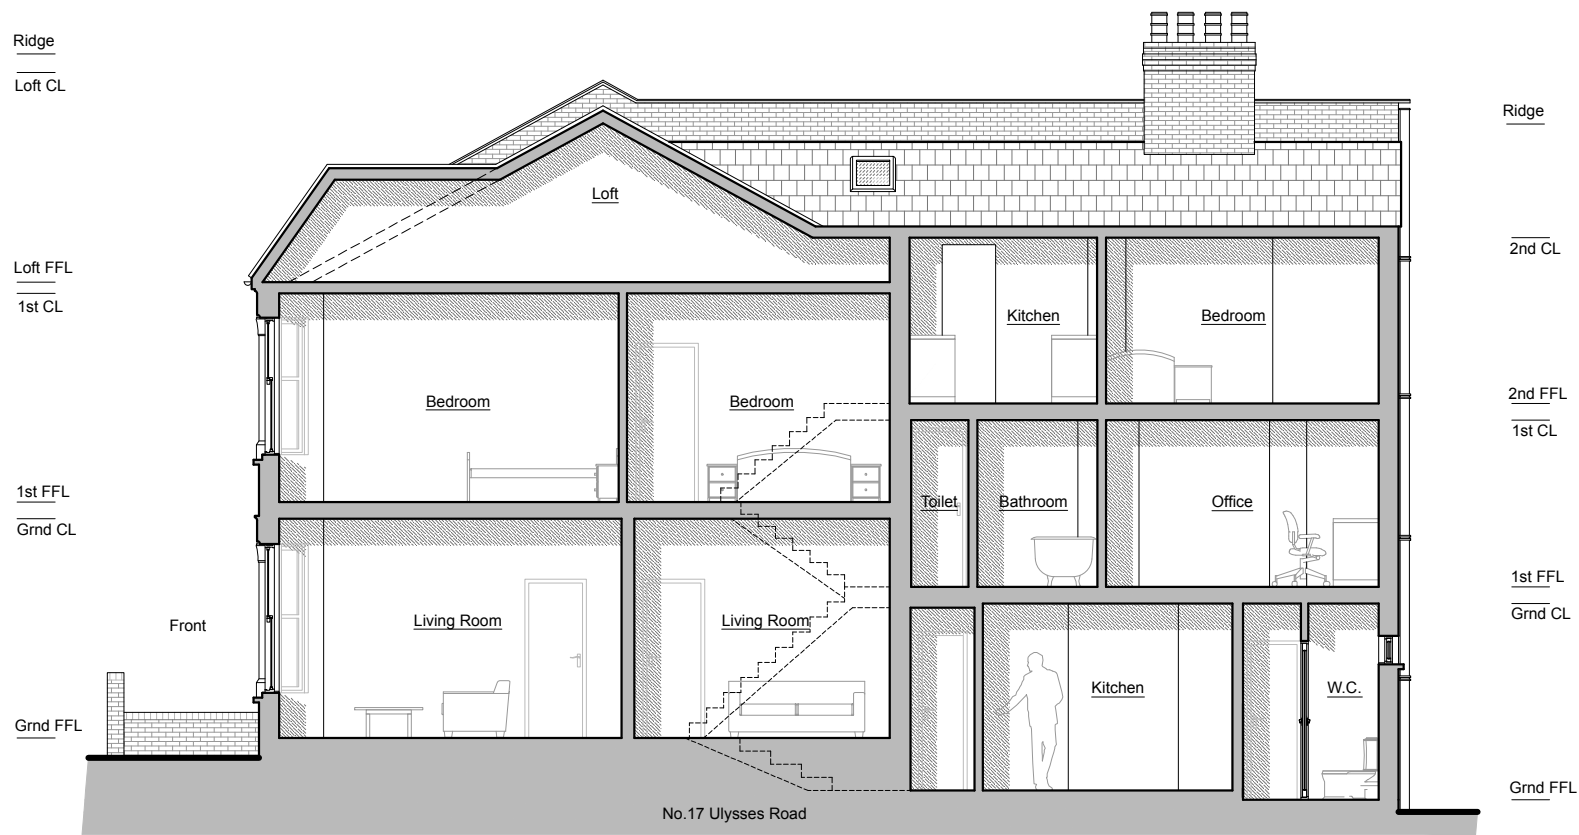 Ridge
Loft CL
Ridge
Loft
2nd CL
Loft FFL
1st CL
Kitchen
Bedroom
Bedroom
Bedroom
2nd FFL
1st CL
1st FFL
Grnd CL
Toilet
Bathroom
Office
1st FFL
Grnd CL
Front
Living Room
Living Room
Kitchen
W.C.
Grnd FFL
Grnd FFL
No.17 Ulysses Road